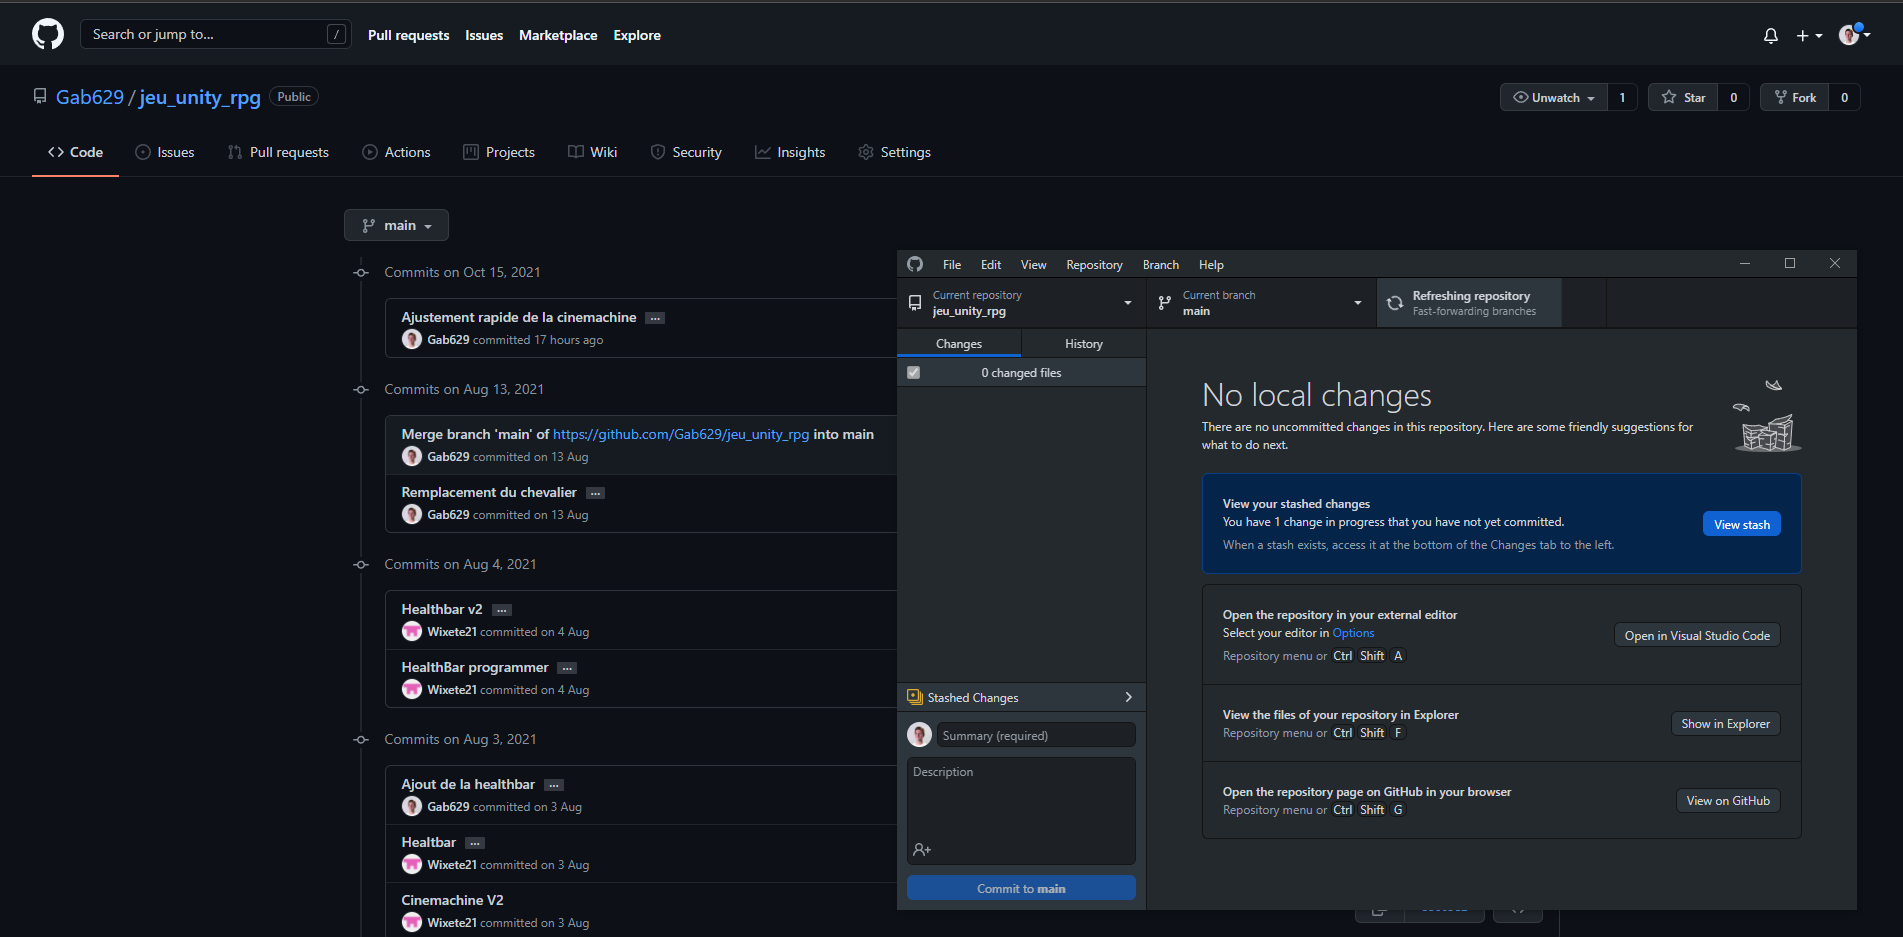 Search or jump to... /
Pull requests Issues Marketplace Explore
Gab629 / jeu_unity_rpg Public
Unwatch 1 Star 0 Fork 0
Code Issues Pull requests Actions Projects Wiki Security Insights Settings
main
Commits on Oct 15, 2021
Ajustement rapide de la cinemachine ...
Gab629 committed 17 hours ago
Commits on Aug 13, 2021
Merge branch 'main' of https://github.com/Gab629/jeu_unity_rpg into main
Gab629 committed on 13 Aug
Remplacement du chevalier ...
Gab629 committed on 13 Aug
Commits on Aug 4, 2021
Healthbar v2 ...
Wixete21 committed on 4 Aug
HealthBar programmer ...
Wixete21 committed on 4 Aug
Commits on Aug 3, 2021
Ajout de la healthbar ...
Gab629 committed on 3 Aug
Healtbar ...
Wixete21 committed on 3 Aug
Cinemachine V2
Wixete21 committed on 3 Aug
File Edit View Repository Branch Help
Current repository
jeu_unity_rpg
Current branch
main
Refreshing repository
Fast-forwarding branches
Changes History
0 changed files
Stashed Changes
Summary (required)
Description
Commit to main
No local changes
There are no uncommitted changes in this repository. Here are some friendly suggestions for
what to do next.
View your stashed changes
You have 1 change in progress that you have not yet committed.
When a stash exists, access it at the bottom of the Changes tab to the left.
View stash
Open the repository in your external editor
Select your editor in Options
Repository menu or Ctrl Shift A
Open in Visual Studio Code
View the files of your repository in Explorer
Repository menu or Ctrl Shift F
Show in Explorer
Open the repository page on GitHub in your browser
Repository menu or Ctrl Shift G
View on GitHub